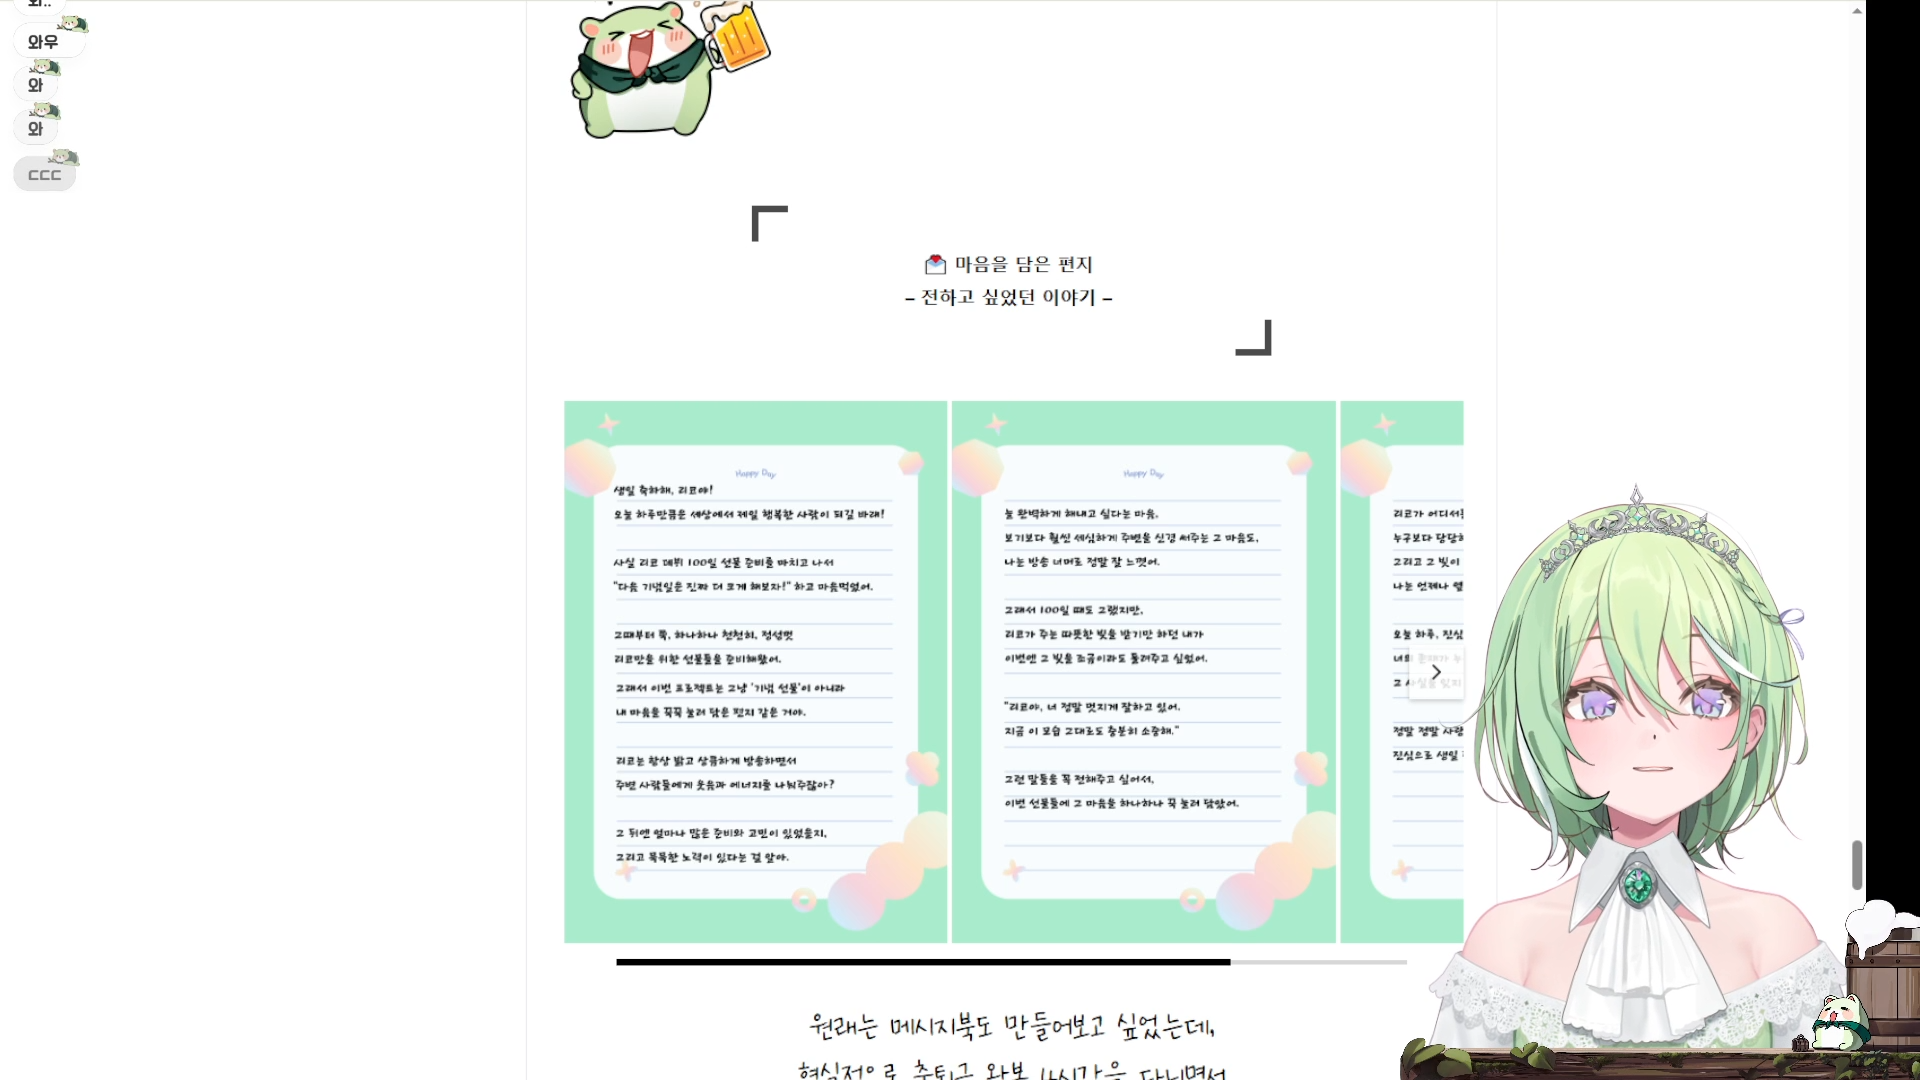 와우
와
와
ㄷㄷㄷ
마음을 담은 편지
– 전하고 싶었던 이야기 –
Happy Day
생일 축하해, 리코야!
오늘 하루만큼은 세상에서 제일 행복한 사람이 되길 바래!
사실 리코 데뷔 100일 선물 준비를 마치고 나서
"다음 기념일은 진짜 더 크게 해보자!" 하고 마음먹었어.
그때부터 쭉, 하나하나 천천히, 정성껏
리코만을 위한 선물들을 준비해왔어.
그래서 이번 프로젝트는 그냥 '기념 선물'이 아니라
내 마음을 꾹꾹 눌러 담은 편지 같은 거야.
리코는 항상 밝고 상큼하게 방송하면서
주변 사람들에게 웃음과 에너지를 나눠주잖아?
그 뒤엔 얼마나 많은 준비와 고민이 있었을지,
그리고 묵묵한 노력이 있다는 걸 알아.
Happy Day
늘 완벽하게 해내고 싶다는 마음,
보기보다 훨씬 세심하게 주변을 신경 써주는 그 마음도,
나는 방송 너머로 정말 잘 느꼈어.
그래서 100일 때도 그랬지만,
리코가 주는 따뜻한 빛을 받기만 하던 내가
이번엔 그 빛을 조금이라도 돌려주고 싶었어.
"리코야, 너 정말 멋지게 잘하고 있어.
지금 이 모습 그대로도 충분히 소중해."
그런 말들을 꼭 전해주고 싶어서,
이번 선물들에 그 마음을 하나하나 꾹 눌러 담았어.
리코가 어디서
누구보다 당당하
그리고 그 빛이
나는 언제나
오늘 하루, 진심
정말 정말 사랑
진심으로 생일
원래는 메시지북도 만들어보고 싶었는데,
현실적으로 출퇴근 왕복 4시간을 다니면서